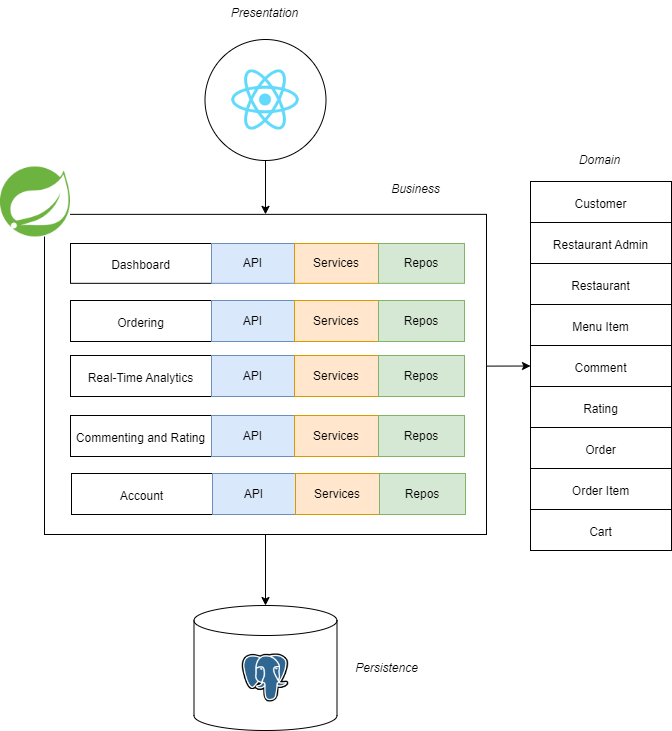 Presentation
Business
Domain
Dashboard API Services Repos
Ordering API Services Repos
Real-Time Analytics API Services Repos
Commenting and Rating API Services Repos
Account API Services Repos
Customer
Restaurant Admin
Restaurant
Menu Item
Comment
Rating
Order
Order Item
Cart
Persistence